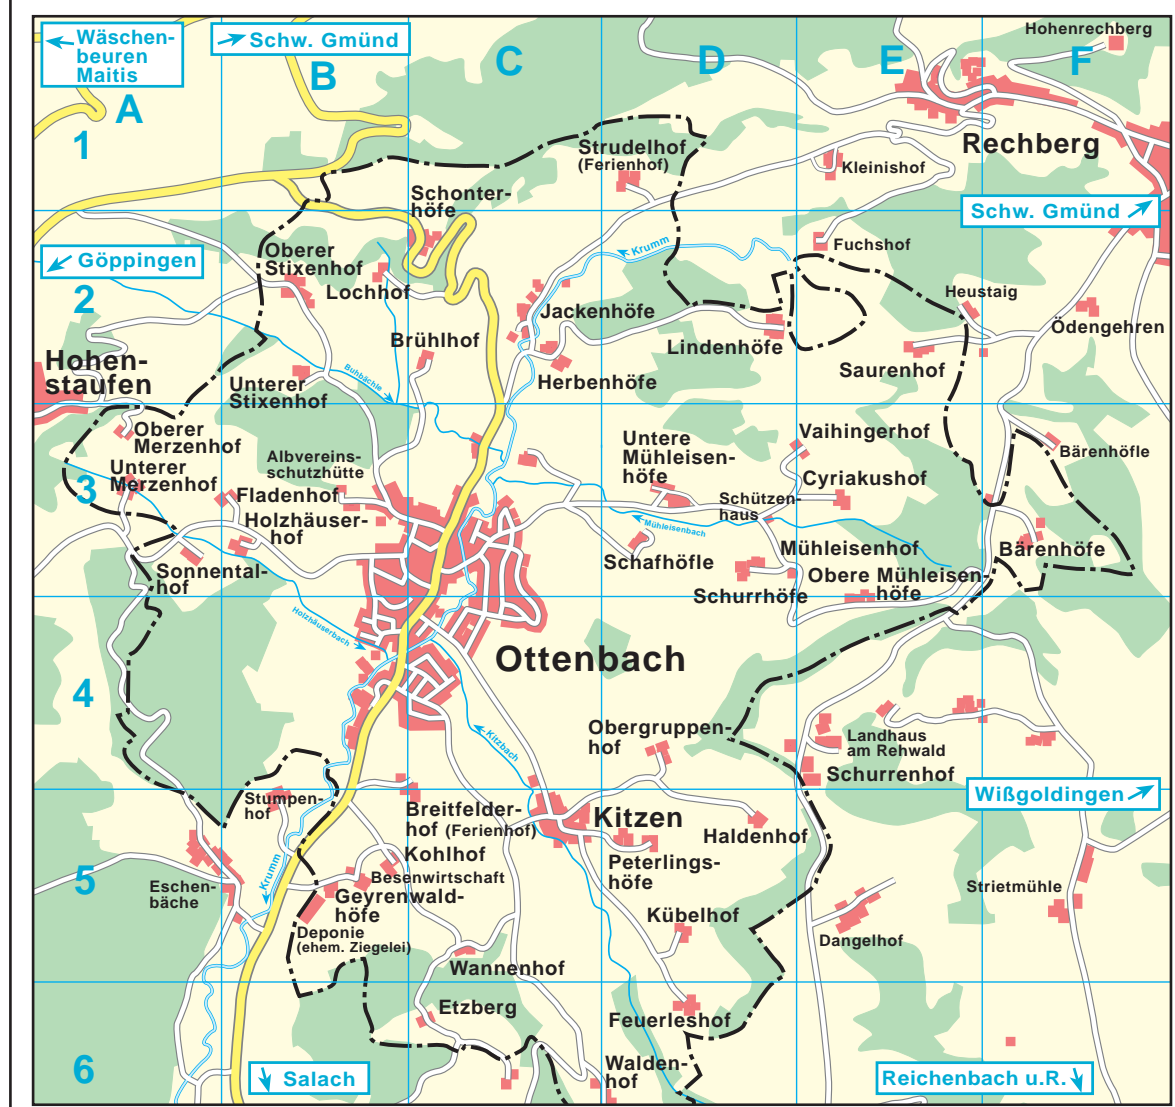 Wäschen-
beuren
Maitis
Schw. Gmünd
A
B
C
D
E
F
Hohenrechberg
1
Rechberg
Strudelhof
(Ferienhof)
Kleinishof
Schonter-
höfe
Schw. Gmünd
Göppingen
Oberer
Stixenhof
Lochhof
Krumm
Fuchshof
2
Jackenhöfe
Heustaig
Ödengehren
Brühlhof
Lindenhöfe
Saurenhof
Hohen-
staufen
Buhbächle
Herbenhöfe
Unterer
Stixenhof
Oberer
Merzenhof
Untere
Mühleisen-
höfe
Vaihingerhof
Bärenhöfle
Albvereins-
schutzhütte
Unterer
Merzenhof
3
Fladenhof
Cyriakushof
Schützen-
haus
Holzhäuser-
hof
Mühleisenbach
Sonnental-
hof
Schafhöfle
Mühleisenhof
Bärenhöfe
Schurrhöfe
Obere Mühleisen-
höfe
Holzhäuserbach
Ottenbach
4
Kitzbach
Obergruppen-
hof
Landhaus
am Rehwald
Schurrenhof
Stumpen-
hof
Breitfelder-
hof (Ferienhof)
Kitzen
Haldenhof
Wißgoldingen
Kohlhof
Peterlings-
höfe
5
Eschen-
bäche
Krumm
Besenwirtschaft
Geyrenwald-
höfe
Strietmühle
Deponie
(ehem. Ziegelei)
Kübelhof
Dangelhof
Wannenhof
Etzberg
Feuerleshof
6
Salach
Walden-
hof
Reichenbach u.R.